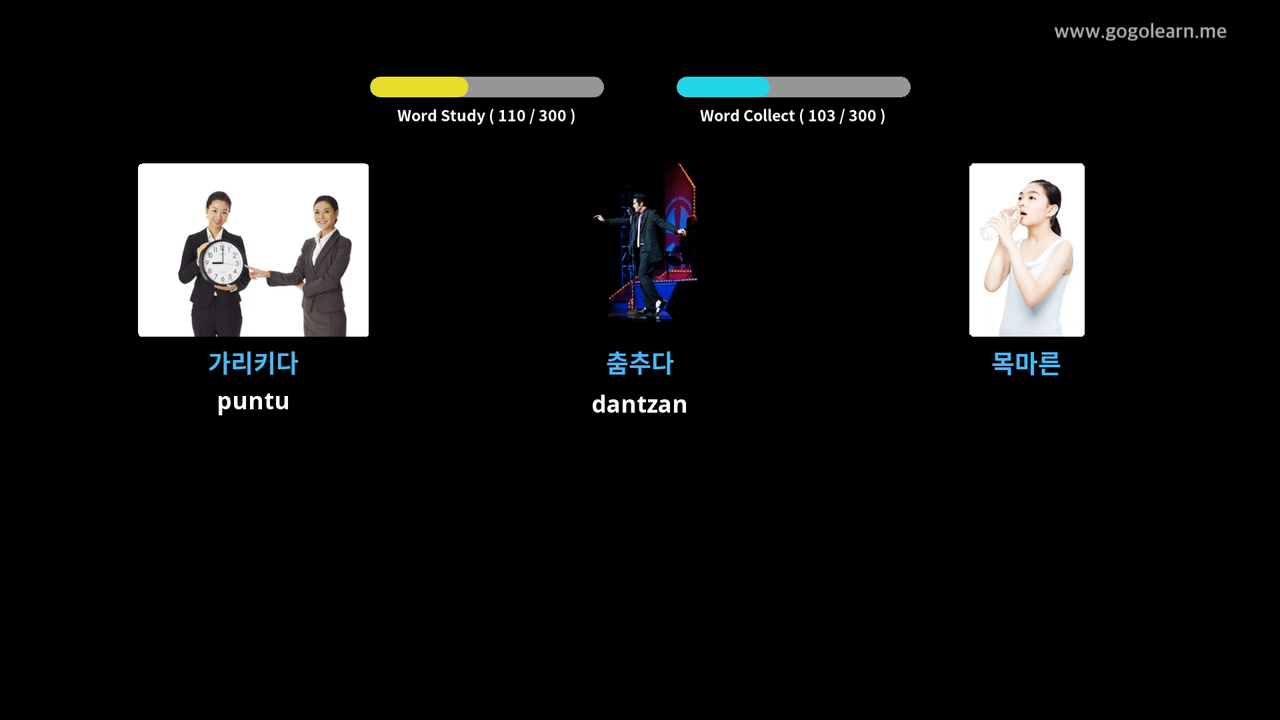 www.gogolearn.me
Word Study ( 110 / 300 )
Word Collect ( 103 / 300 )
가리키다
puntu
춤추다
dantzan
목마른